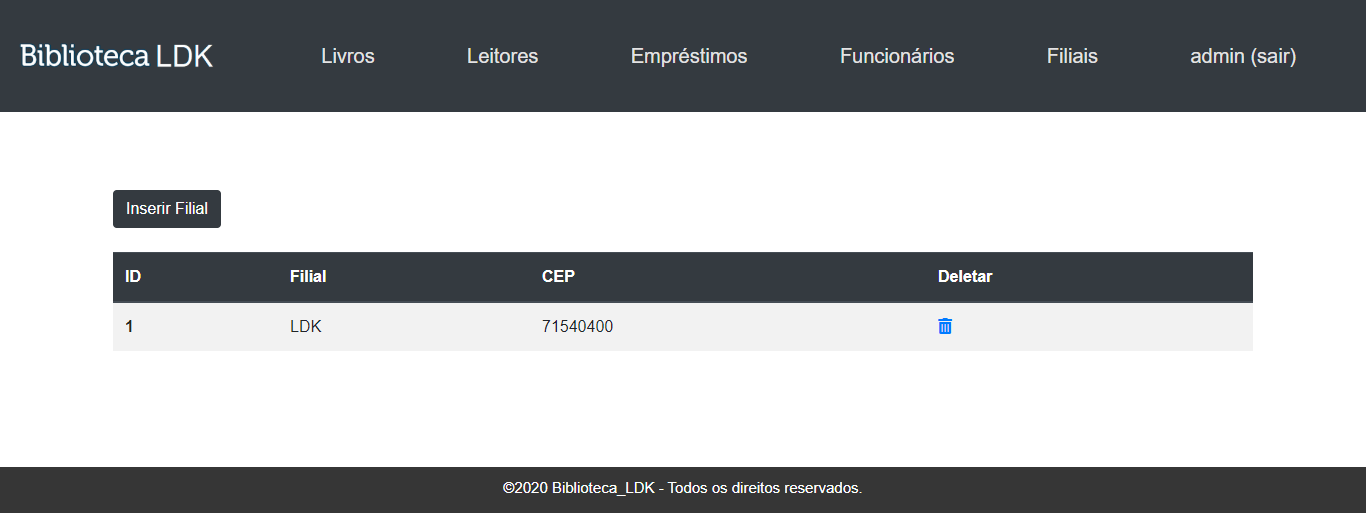 Biblioteca LDK Livros Leitores Empréstimos Funcionários Filiais admin (sair)
Inserir Filial
ID Filial CEP Deletar
1 LDK 71540400
©2020 Biblioteca_LDK - Todos os direitos reservados.